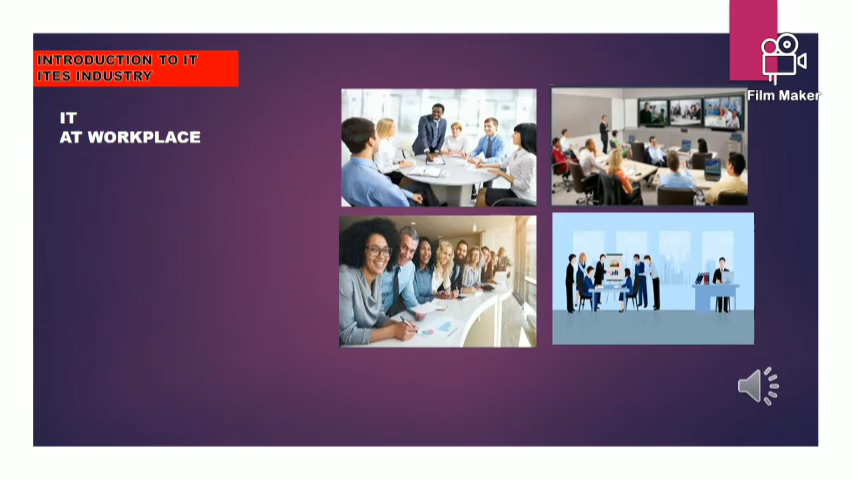 INTRODUCTION TO IT
ITES INDUSTRY
Film Maker
IT
AT WORKPLACE